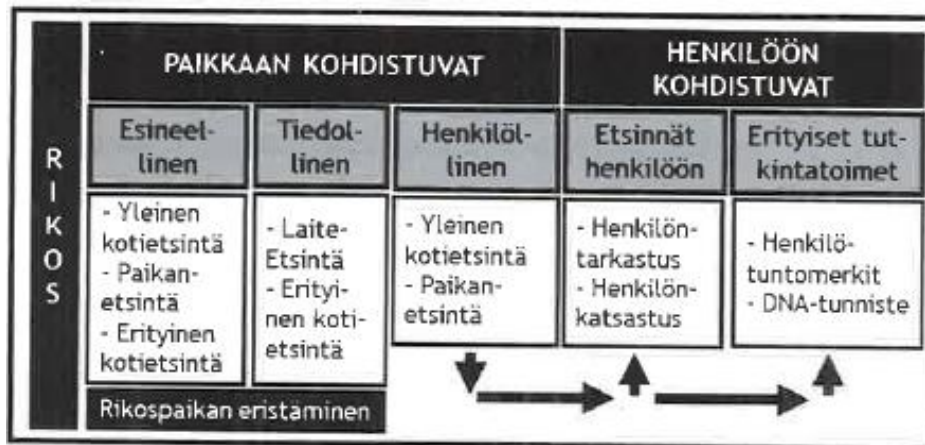 RIKOS
PAIKKAAN KOHDISTUVAT
HENKILÖÖN
KOHDISTUVAT
Esineel-
linen
Tiedol-
linen
Henkilöl-
linen
Etsinnät
henkilöön
Erityiset tut-
kintatoimet
- Yleinen
kotietsintä
- Paikan-
etsintä
- Erityinen
kotietsintä
- Laite-
Etsintä
- Erityi-
nen koti-
etsintä
- Yleinen
kotietsintä
- Paikan-
etsintä
- Henkilön-
tarkastus
- Henkilön-
katsastus
- Henkilö-
tuntomerkit
- DNA-tunniste
Rikospaikan eristäminen